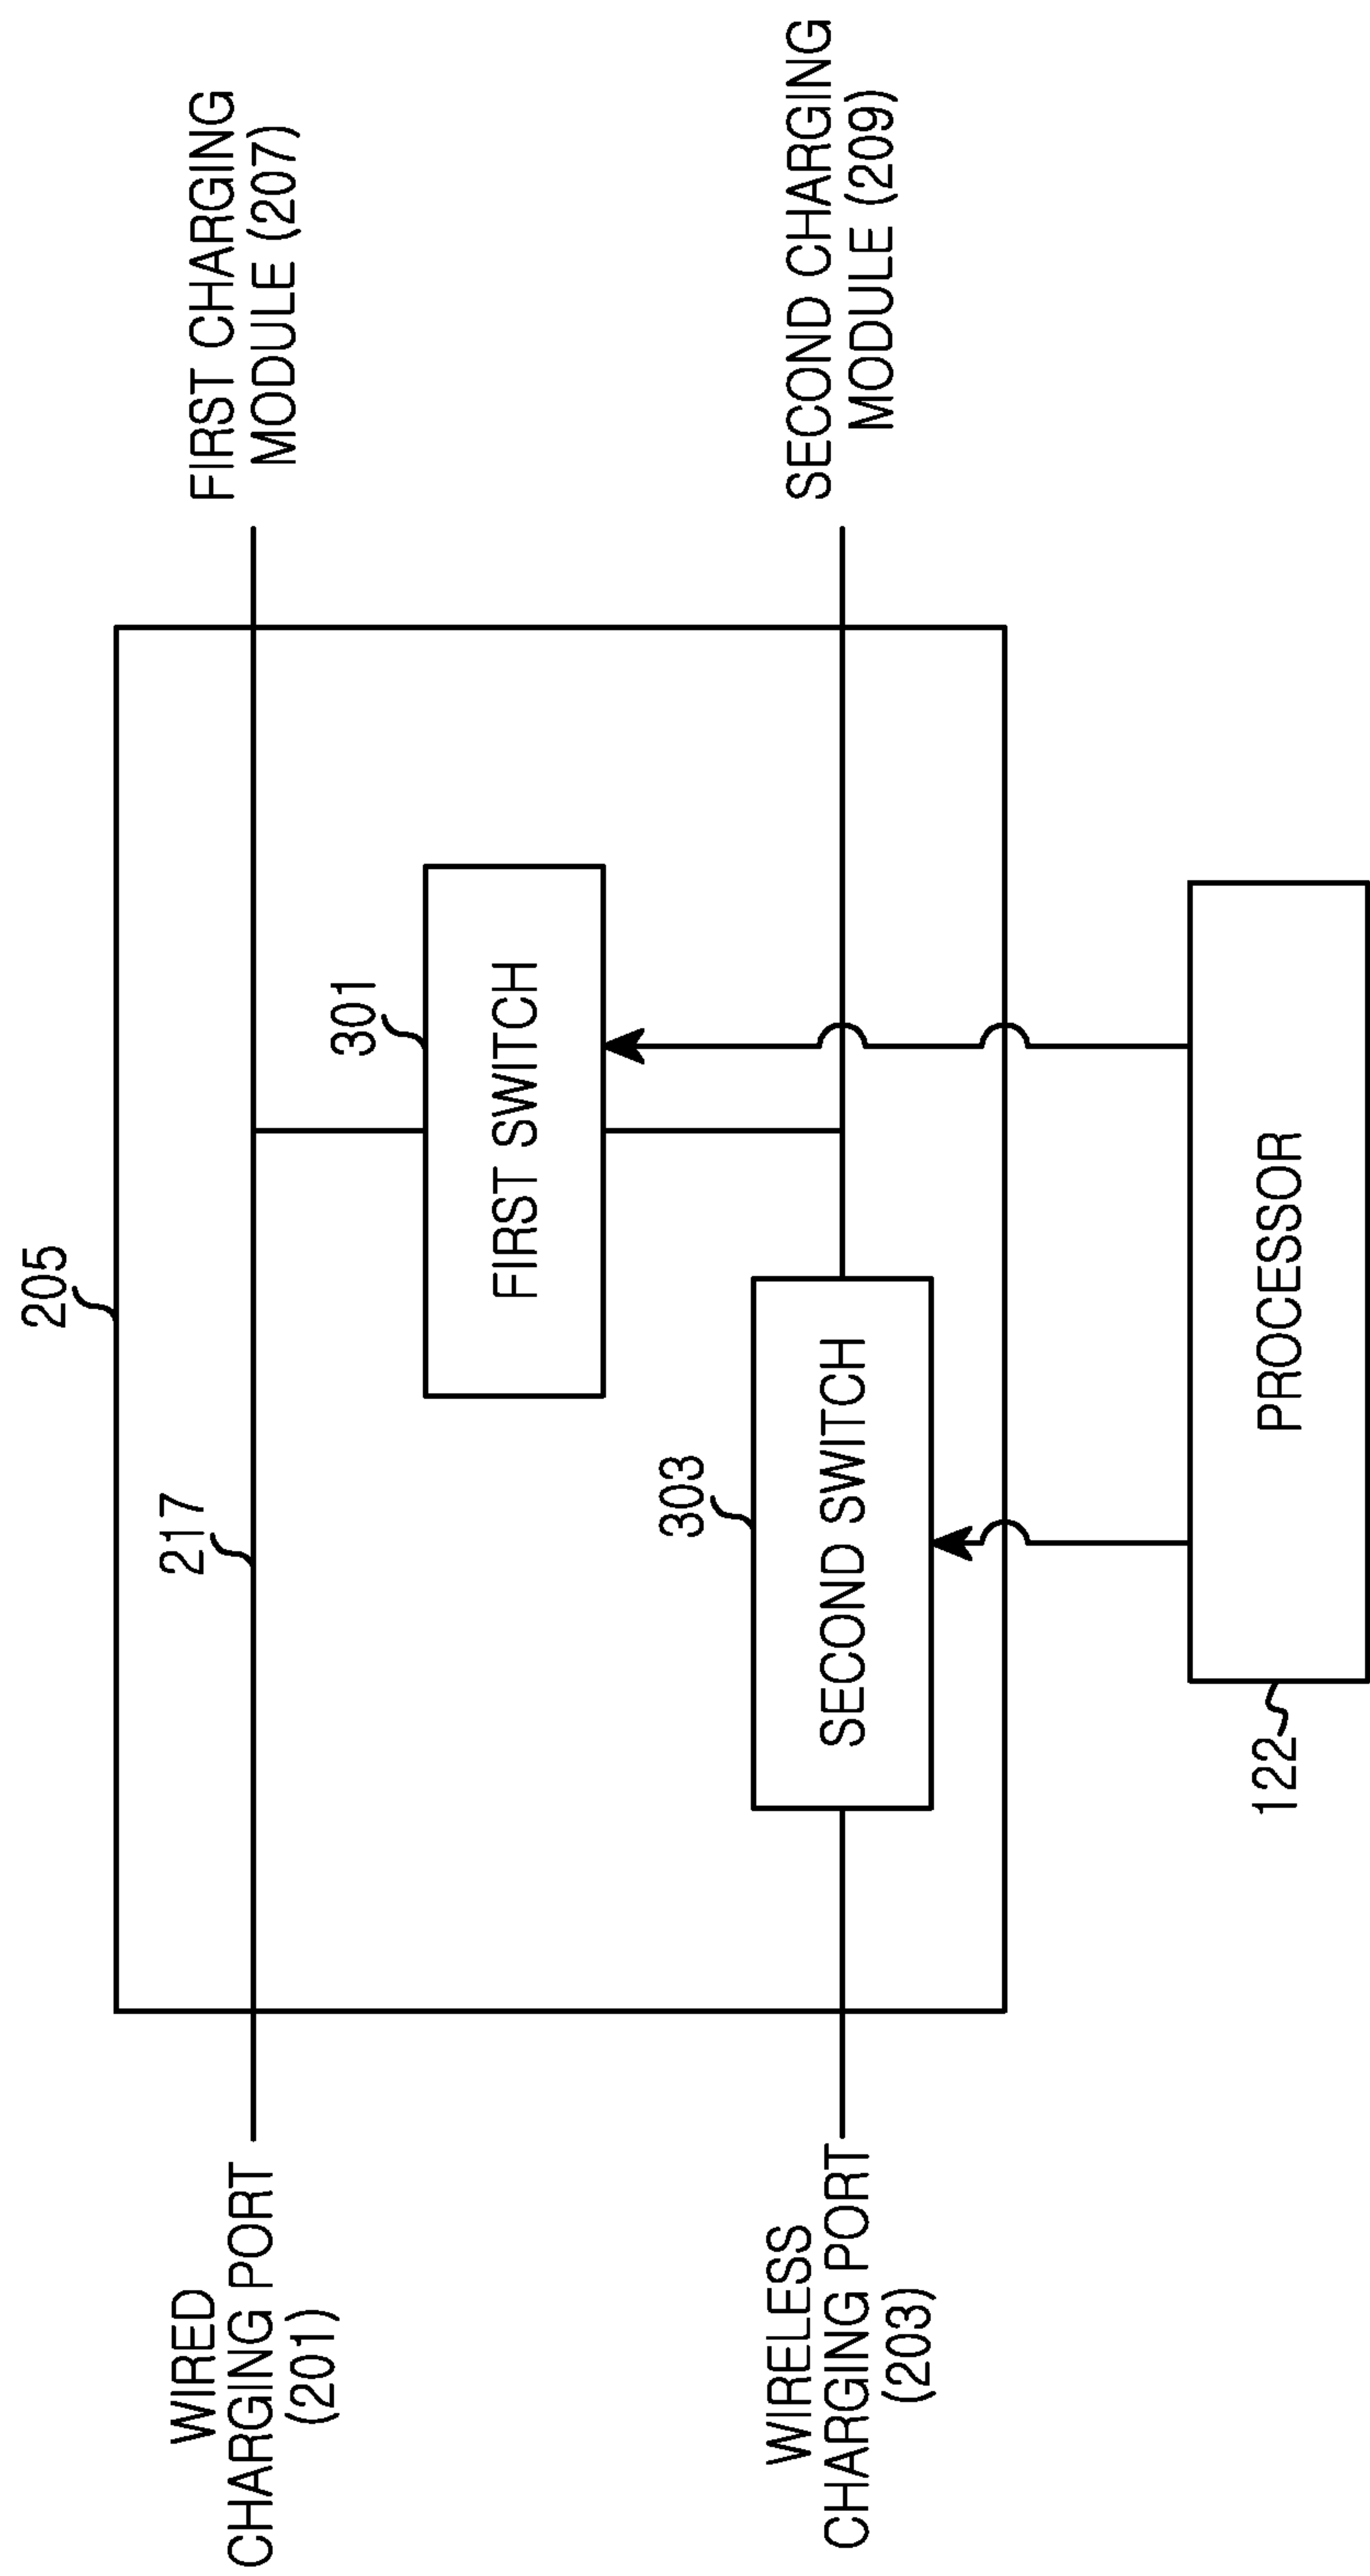 205
WIRED
CHARGING PORT
(201)
217
FIRST CHARGING
MODULE (207)
301
FIRST SWITCH
303
SECOND SWITCH
WIRELESS
CHARGING PORT
(203)
SECOND CHARGING
MODULE (209)
122
PROCESSOR